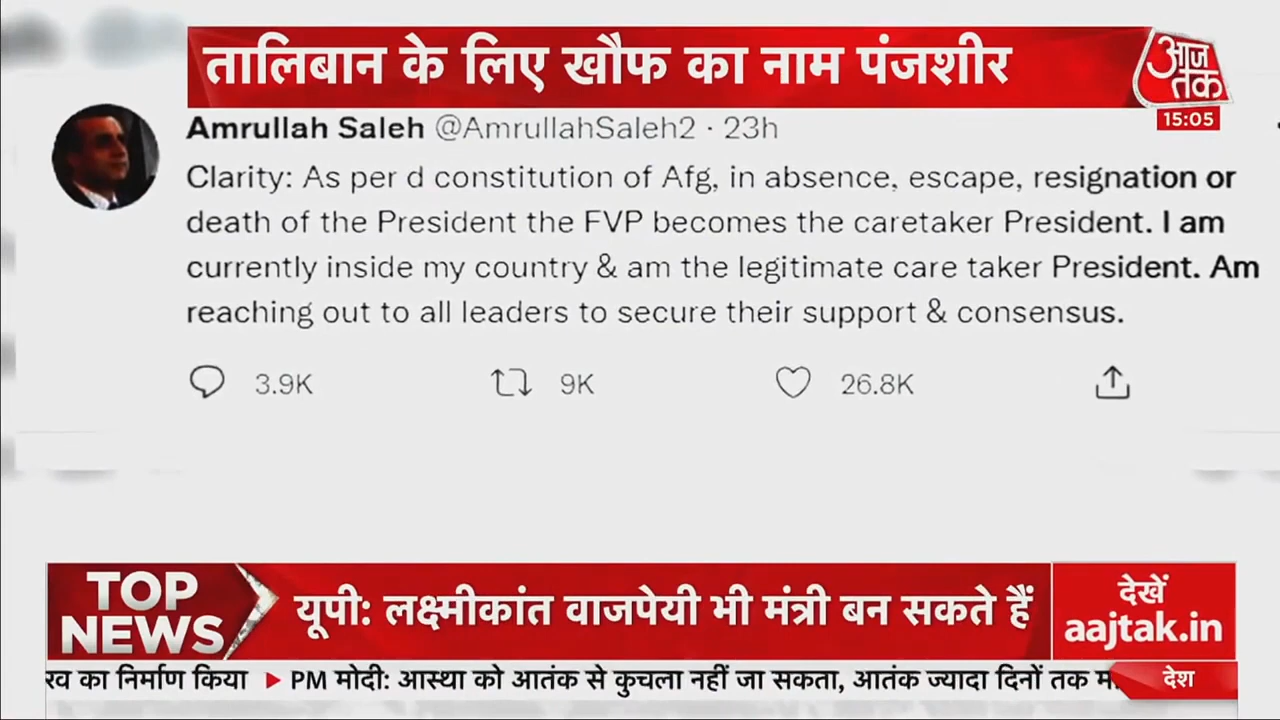 तालिबान के लिए खौफ का नाम पंजशीर
आज तक
15:05
Amrullah Saleh @AmrullahSaleh2 · 23h
Clarity: As per d constitution of Afg, in absence, escape, resignation or
death of the President the FVP becomes the caretaker President. I am
currently inside my country & am the legitimate care taker President. Am
reaching out to all leaders to secure their support & consensus.
3.9K 9K 26.8K
TOP NEWS
यूपी: लक्ष्मीकांत वाजपेयी भी मंत्री बन सकते हैं
देखें
aajtak.in
का निर्माण किया ▶ PM मोदी: आस्था को आतंक से कुचला नहीं जा सकता, आतंक ज्यादा दिनों तक
देश